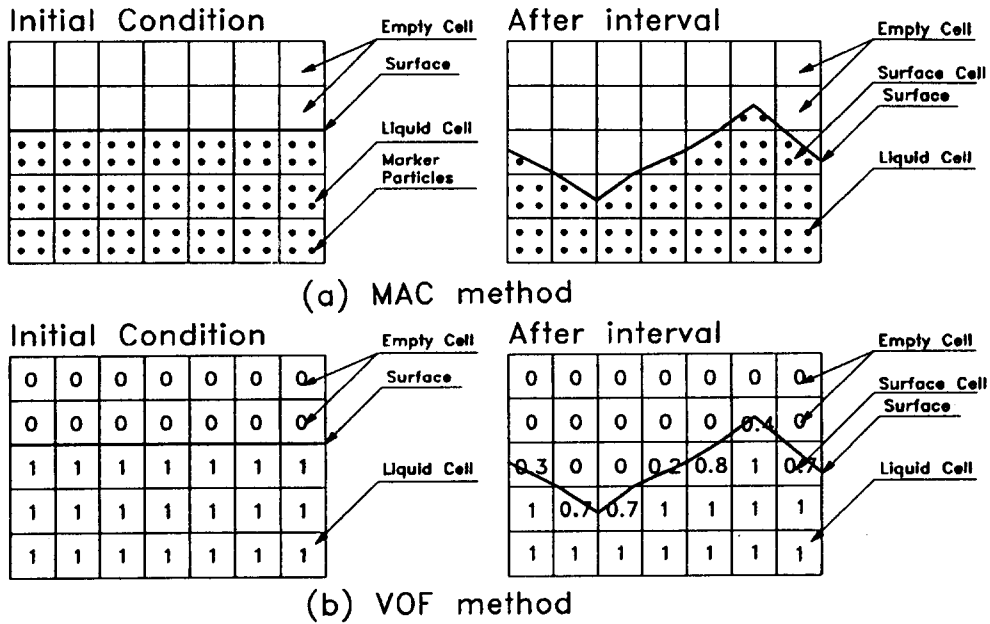 Initial Condition
Empty Cell
Surface
Liquid Cell
Marker
Particles
After interval
Empty Cell
Surface Cell
Surface
Liquid Cell
(a) MAC method
Initial Condition
Empty Cell
Surface
Liquid Cell
0 0 0 0 0 0 0
0 0 0 0 0 0 0
1 1 1 1 1 1 1
1 1 1 1 1 1 1
1 1 1 1 1 1 1
After interval
Empty Cell
Surface Cell
Surface
Liquid Cell
0 0 0 0 0 0 0
0 0 0 0 0 0.4 0
0.3 0 0 0.2 0.8 1 0.7
1 0.7 0.7 1 1 1 1
1 1 1 1 1 1 1
(b) VOF method